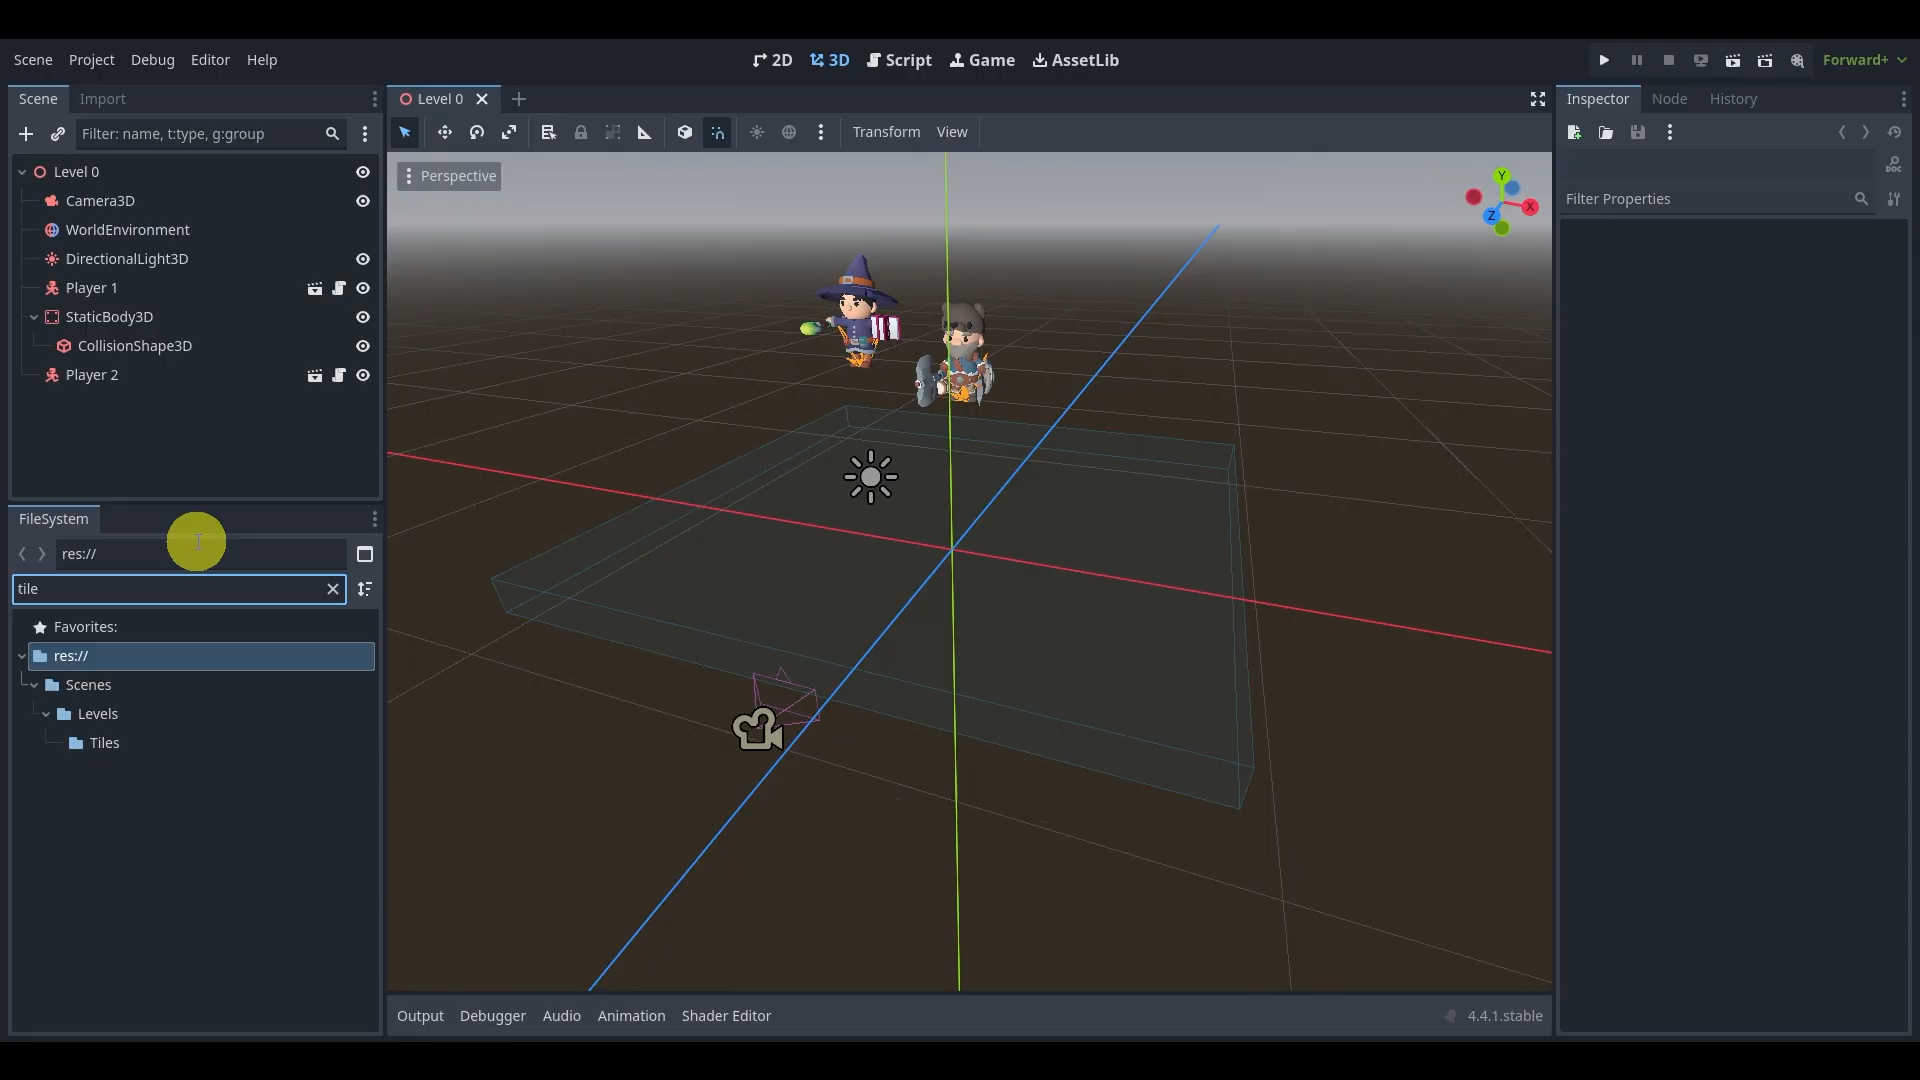 Scene Project Debug Editor Help
2D 3D Script Game AssetLib
Forward+
Scene Import
Filter: name, t:type, g:group
Level 0
Camera3D
WorldEnvironment
DirectionalLight3D
Player 1
StaticBody3D
CollisionShape3D
Player 2
FileSystem
res://
tile
Favorites:
res://
Scenes
Levels
Tiles
Level 0
Transform View
Perspective
Y
X
Z
Output Debugger Audio Animation Shader Editor
4.4.1.stable
Inspector Node History
DOC
Filter Properties